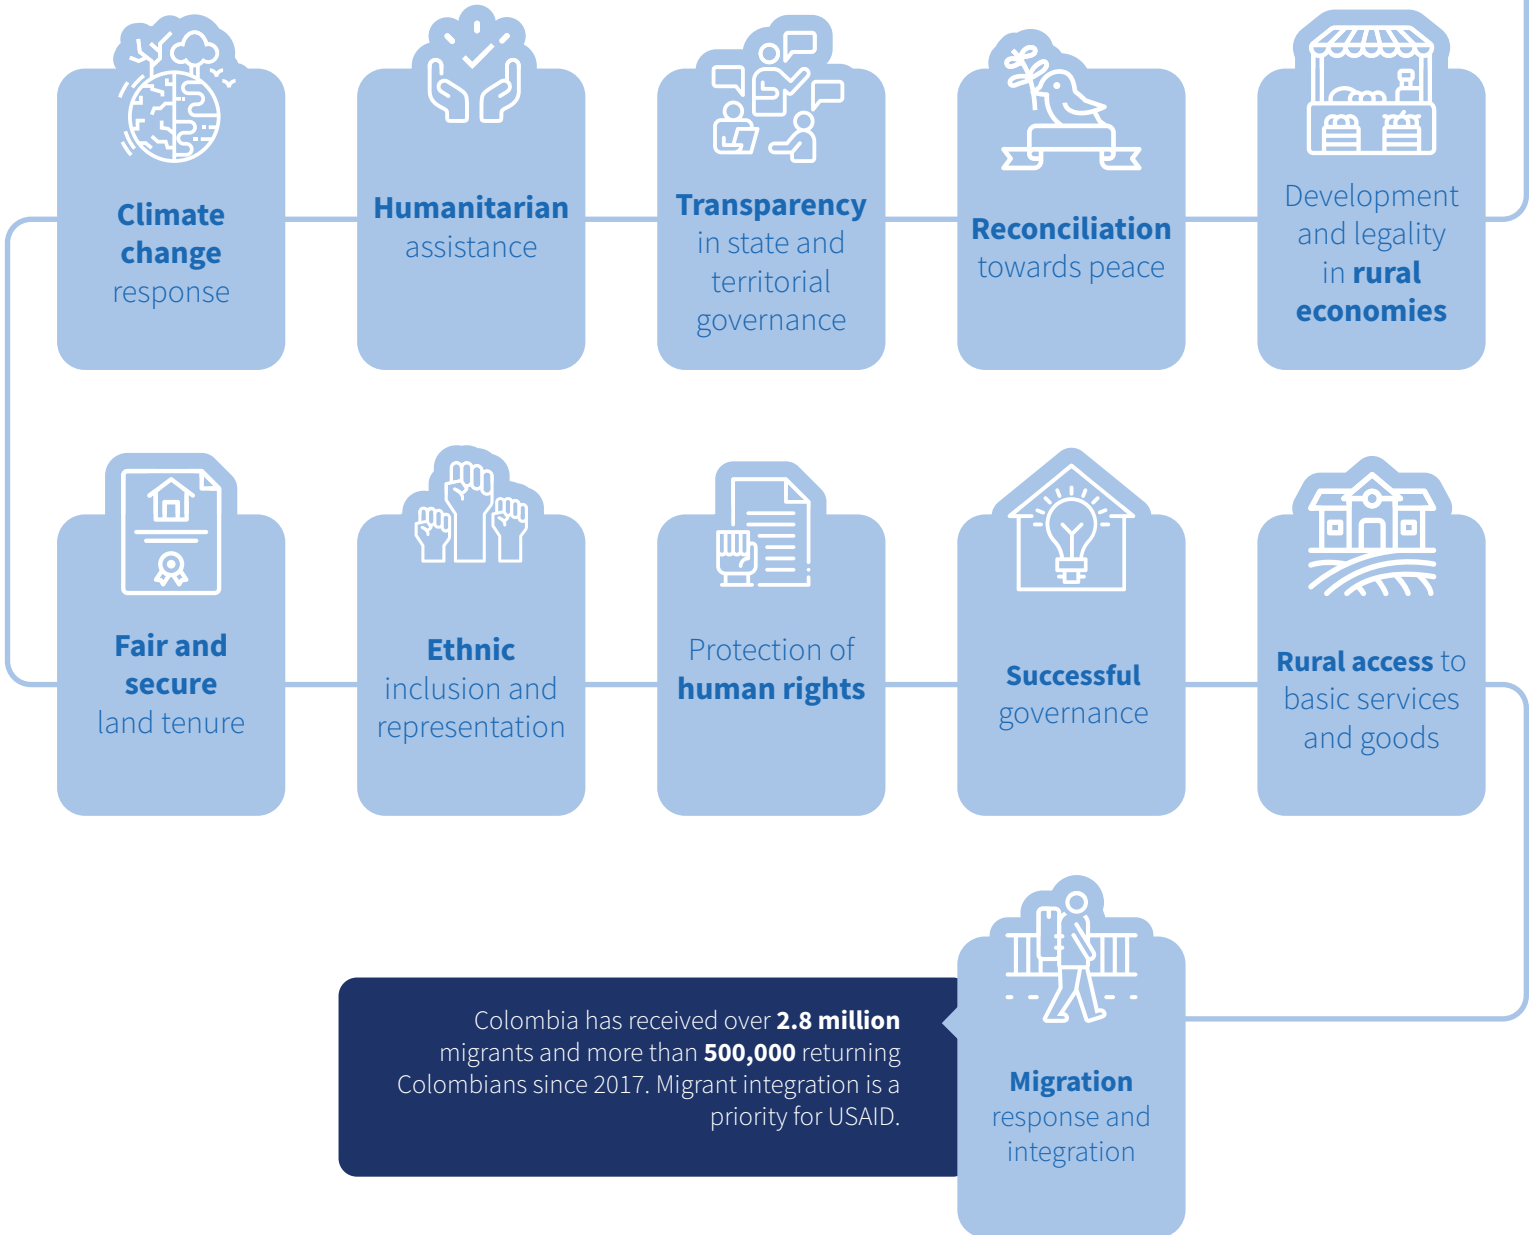 Climate
change
response
Humanitarian
assistance
Transparency
in state and
territorial
governance
Reconciliation
towards peace
Development
and legality
in rural
economies
Fair and
secure
land tenure
Ethnic
inclusion and
representation
Protection of
human rights
Successful
governance
Rural access to
basic services
and goods
Colombia has received over 2.8 million
migrants and more than 500,000 returning
Colombians since 2017. Migrant integration is a
priority for USAID.
Migration
response and
integration